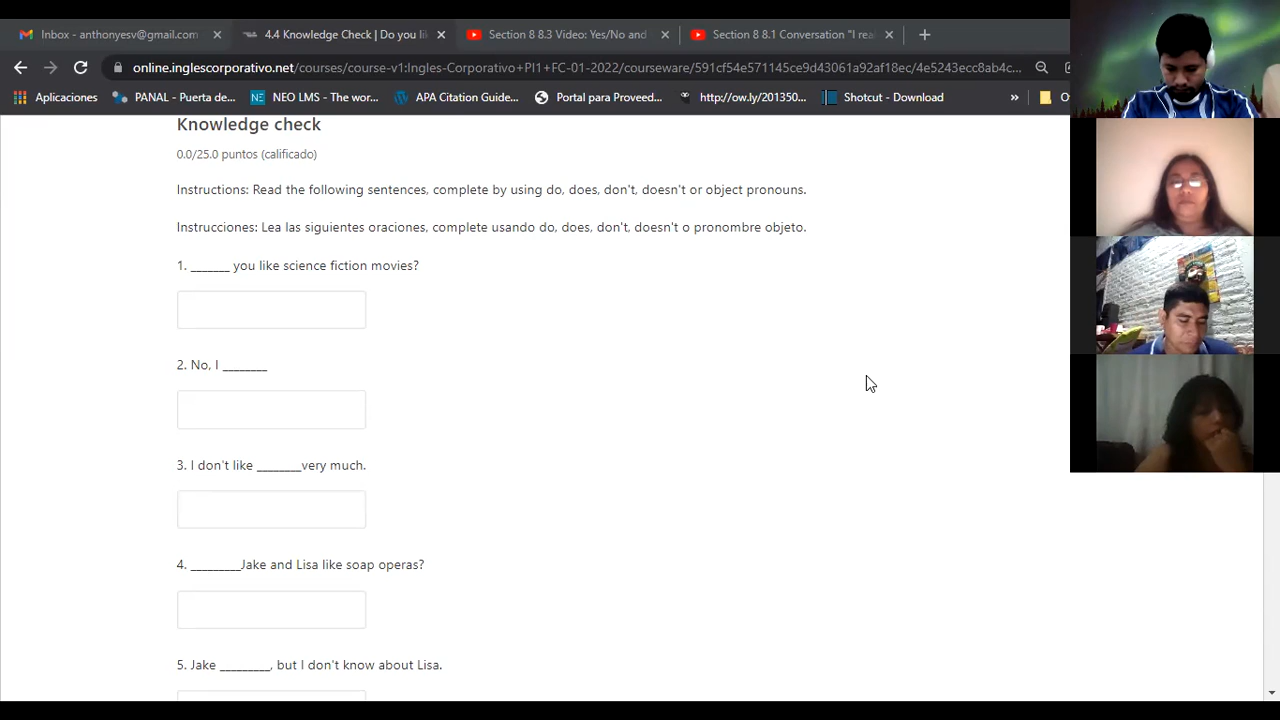 Inbox - anthonyesv@gmail.com
4.4 Knowledge Check | Do you li
Section 8 8.3 Video: Yes/No and
Section 8 8.1 Conversation "I rea
online.inglescorporativo.net/courses/course-v1:Ingles-Corporativo+PI1+FC-01-2022/courseware/591cf54e571145ce9d43061a92af18ec/4e5243ecc8ab4c...
Aplicaciones
PANAL - Puerta de...
NEO LMS - The wor...
APA Citation Guide...
Portal para Proveed...
http://ow.ly/201350...
Shotcut - Download
»
Knowledge check
0.0/25.0 puntos (calificado)
Instructions: Read the following sentences, complete by using do, does, don't, doesn't or object pronouns.
Instrucciones: Lea las siguientes oraciones, complete usando do, does, don't, doesn't o pronombre objeto.
1. _______ you like science fiction movies?
2. No, I ________
3. I don't like ________very much.
4. _________Jake and Lisa like soap operas?
5. Jake _________, but I don't know about Lisa.